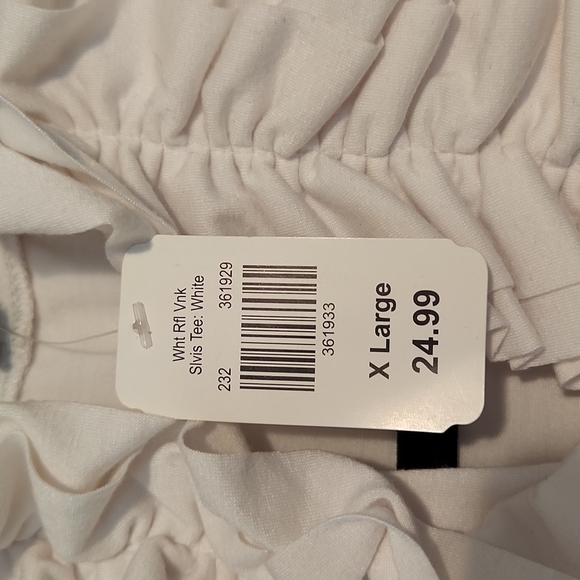 Wht Rfl Vnk
Slvls Tee: White
232 361929
361933
X Large
24.99